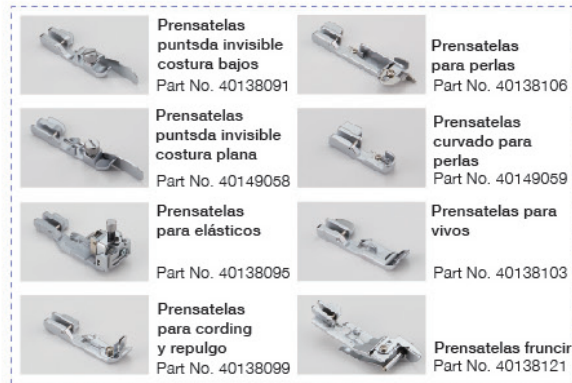 Prensatelas
puntsda invisible
costura bajos
Part No. 40138091
Prensatelas
para perlas
Part No. 40138106
Prensatelas
puntsda invisible
costura plana
Part No. 40149058
Prensatelas
curvado para
perlas
Part No. 40149059
Prensatelas
para elásticos
Part No. 40138095
Prensatelas para
vivos
Part No. 40138103
Prensatelas
para cording
y repulgo
Part No. 40138099
Prensatelas fruncir
Part No. 40138121